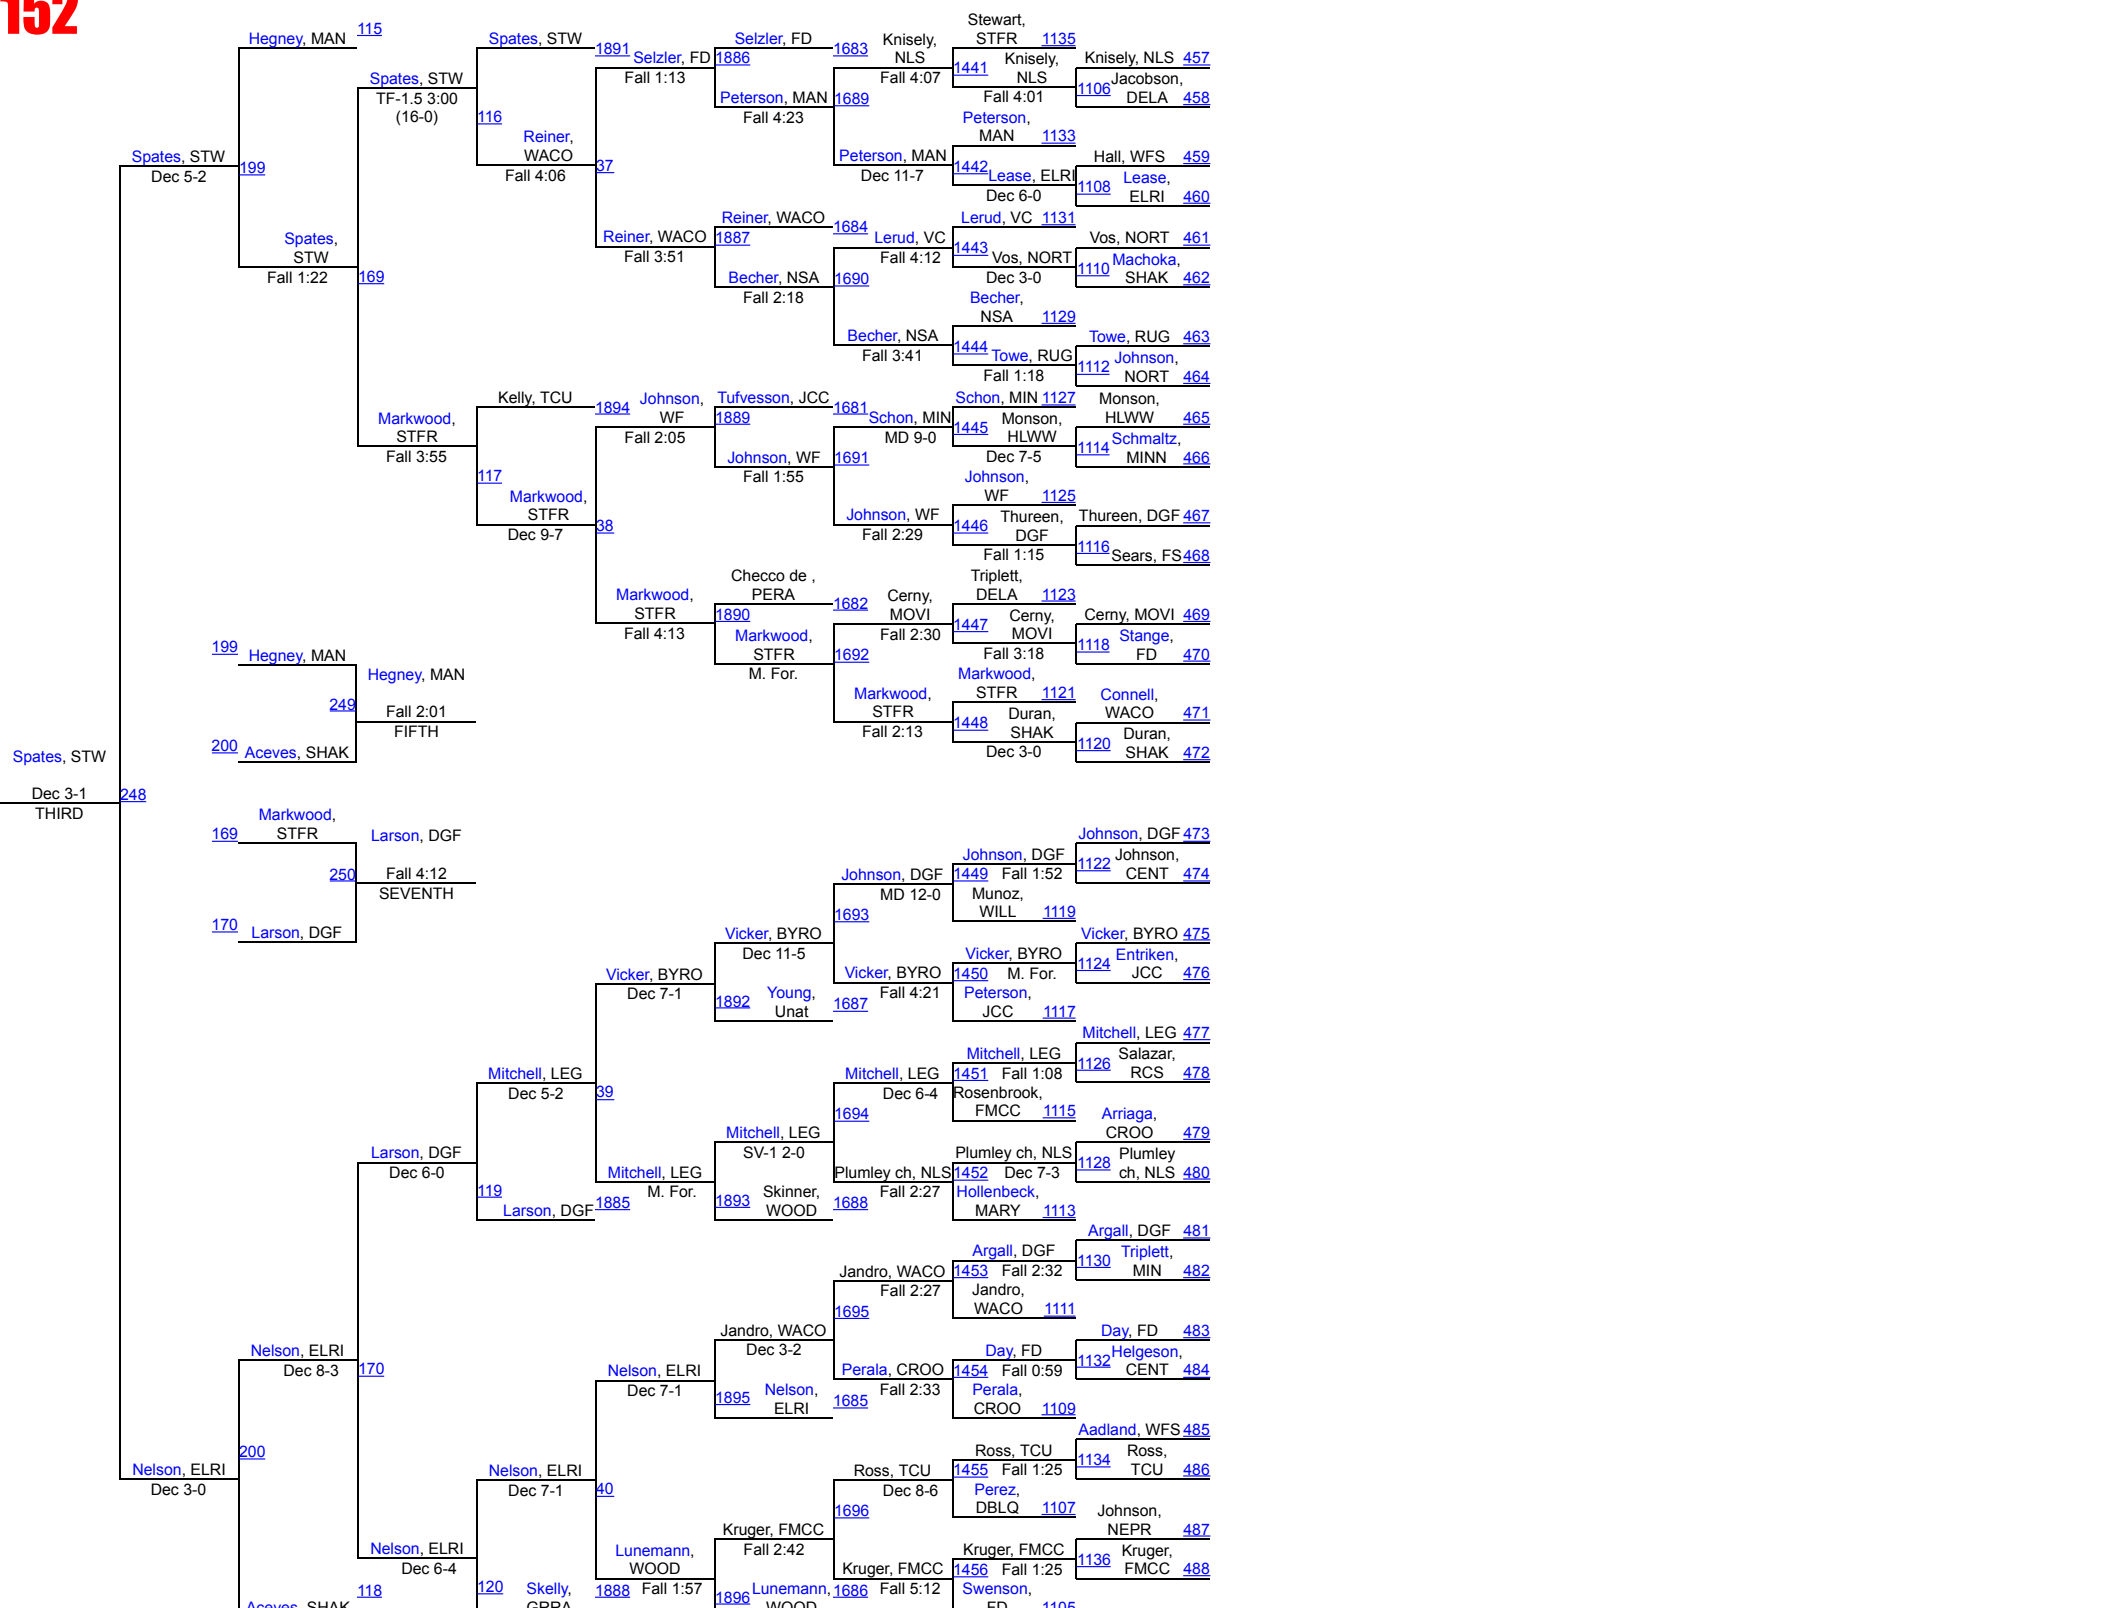 152
Hegney, MAN 115
Spates, STW
Dec 5-2
199
Spates,
STW
Fall 1:22
Spates, STW
TF-1.5 3:00
(16-0)
169
Markwood,
STFR
Fall 3:55
Spates, STW
116
Reiner,
WACO
Fall 4:06
Kelly, TCU
117
Markwood,
STFR
Dec 9-7
1891
Selzler, FD
Fall 1:13
37
Reiner, WACO
Fall 3:51
1894
Johnson,
WF
Fall 2:05
38
Markwood,
STFR
Fall 4:13
Selzler, FD 1683
1886
Peterson, MAN
Fall 4:23
Reiner, WACO 1684
1887
Becher, NSA
Fall 2:18
Tufvesson, JCC 1681
1889
Johnson, WF
Fall 1:55
Checco de ,
PERA 1682
1890
Markwood,
STFR
M. For.
Knisely,
NLS
Fall 4:07
1689
Peterson, MAN
Dec 11-7
Lerud, VC
Fall 4:12
1690
Becher, NSA
Fall 3:41
Schon, MIN
MD 9-0
1691
Johnson, WF
Fall 2:29
Cerny,
MOVI
Fall 2:30
1692
Markwood,
STFR
Fall 2:13
Stewart,
STFR 1135
1441
Knisely,
NLS
Fall 4:01
Peterson,
MAN 1133
1442
Lease, ELRI
Dec 6-0
Lerud, VC 1131
1443
Vos, NORT
Dec 3-0
Becher,
NSA 1129
1444
Towe, RUG
Fall 1:18
Schon, MIN 1127
1445
Monson,
HLWW
Dec 7-5
Johnson,
WF 1125
1446
Thureen,
DGF
Fall 1:15
Triplett,
DELA 1123
1447
Cerny,
MOVI
Fall 3:18
Markwood,
STFR 1121
1448
Duran,
SHAK
Dec 3-0
Knisely, NLS 457
1106
Jacobson,
DELA 458
Hall, WFS 459
1108
Lease,
ELRI 460
Vos, NORT 461
1110
Machoka,
SHAK 462
Towe, RUG 463
1112
Johnson,
NORT 464
Monson,
HLWW 465
1114
Schmaltz,
MINN 466
Thureen, DGF 467
1116
Sears, FS 468
Cerny, MOVI 469
1118
Stange,
FD 470
Connell,
WACO 471
1120
Duran,
SHAK 472
199 Hegney, MAN
Hegney, MAN
249
Fall 2:01
FIFTH
200 Aceves, SHAK
Spates, STW
Dec 3-1
THIRD
248
169
Markwood,
STFR
Larson, DGF
250
Fall 4:12
SEVENTH
170 Larson, DGF
Nelson, ELRI
Dec 3-0
Nelson, ELRI
Dec 8-3
200
Aceves, SHAK 118
Larson, DGF
Dec 6-0
170
Nelson, ELRI
Dec 6-4
Mitchell, LEG
Dec 5-2
119
Larson, DGF 1885
Nelson, ELRI
Dec 7-1
120
Skelly,
GRRA
Vicker, BYRO
Dec 7-1
39
Mitchell, LEG
M. For.
Nelson, ELRI
Dec 7-1
40
Lunemann,
WOOD
1888
Fall 1:57
Vicker, BYRO
Dec 11-5
1892
Young,
Unat
1687
Mitchell, LEG
SV-1 2-0
1893
Skinner,
WOOD
1688
Jandro, WACO
Dec 3-2
1895
Nelson,
ELRI
1685
Kruger, FMCC
Fall 2:42
1896
Lunemann,
WOOD
1686
Johnson, DGF
MD 12-0
1693
Vicker, BYRO
Fall 4:21
Mitchell, LEG
Dec 6-4
1694
Plumley ch, NLS
Fall 2:27
Jandro, WACO
Fall 2:27
1695
Perala, CROO
Fall 2:33
Ross, TCU
Dec 8-6
1696
Kruger, FMCC
Fall 5:12
Johnson, DGF
1449 Fall 1:52
Munoz,
WILL 1119
Vicker, BYRO
1450 M. For.
Peterson,
JCC 1117
Mitchell, LEG
1451 Fall 1:08
Rosenbrook,
FMCC 1115
Plumley ch, NLS
1452 Dec 7-3
Hollenbeck,
MARY 1113
Argall, DGF
1453 Fall 2:32
Jandro,
WACO 1111
Day, FD
1454 Fall 0:59
Perala,
CROO 1109
Ross, TCU
1455 Fall 1:25
Perez,
DBLQ 1107
Kruger, FMCC
1456 Fall 1:25
Swenson,
FD 1105
Johnson, DGF 473
1122
Johnson,
CENT 474
Vicker, BYRO 475
1124
Entriken,
JCC 476
Mitchell, LEG 477
1126
Salazar,
RCS 478
Arriaga,
CROO 479
1128
Plumley
ch, NLS 480
Argall, DGF 481
1130
Triplett,
MIN 482
Day, FD 483
1132
Helgeson,
CENT 484
Aadland, WFS 485
1134
Ross,
TCU 486
Johnson,
NEPR 487
1136
Kruger,
FMCC 488